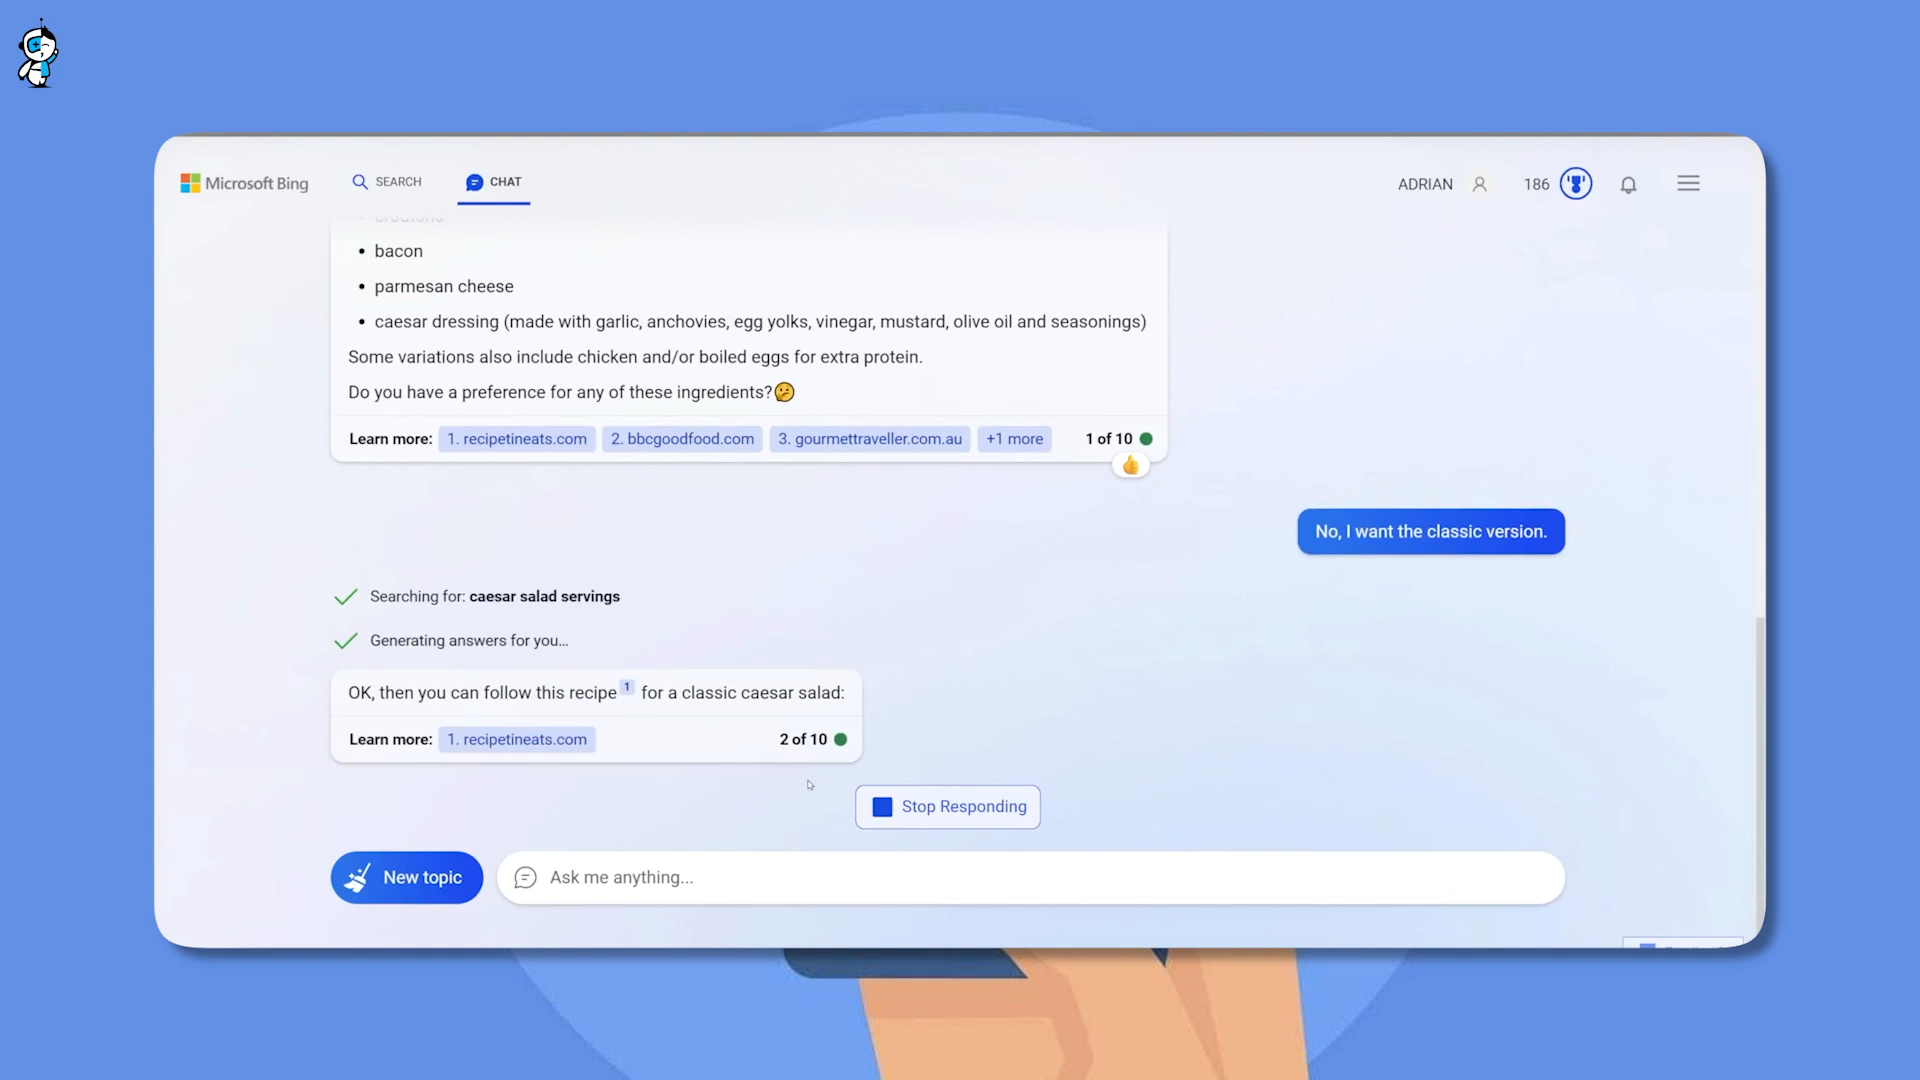 Microsoft Bing
SEARCH
CHAT
ADRIAN
186
croutons
• bacon
• parmesan cheese
• caesar dressing (made with garlic, anchovies, egg yolks, vinegar, mustard, olive oil and seasonings)
Some variations also include chicken and/or boiled eggs for extra protein.
Do you have a preference for any of these ingredients?🤔
Learn more: 1. recipetineats.com 2. bbcgoodfood.com 3. gourmettraveller.com.au +1 more 1 of 10
No, I want the classic version.
Searching for: caesar salad servings
Generating answers for you...
OK, then you can follow this recipe 1 for a classic caesar salad:
Learn more: 1. recipetineats.com 2 of 10
Stop Responding
New topic
Ask me anything...